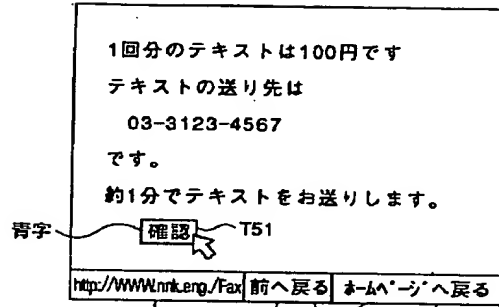 1回分のテキストは100円です
テキストの送り先は
03-3123-4567
です。
約1分でテキストをお送りします。
青字 確認 T51
http://WWW.nnk.eng./Fax 前へ戻る ホームページへ戻る